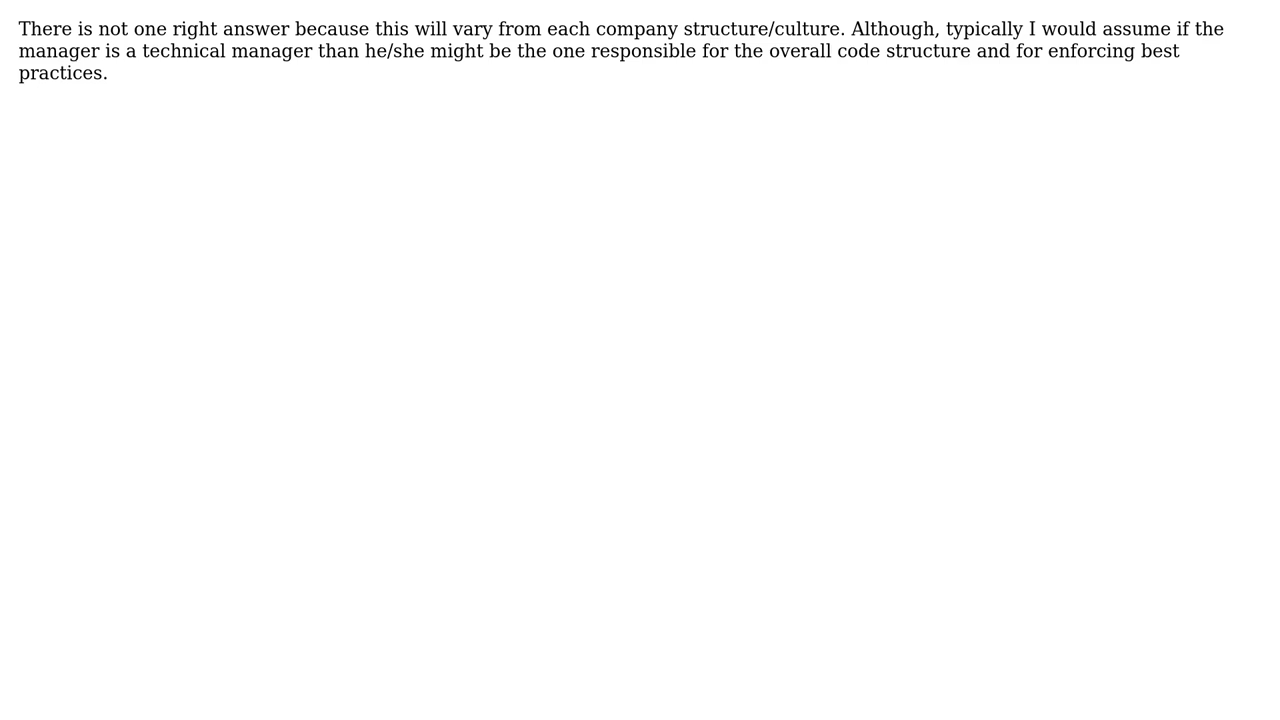 There is not one right answer because this will vary from each company structure/culture. Although, typically I would assume if the
manager is a technical manager than he/she might be the one responsible for the overall code structure and for enforcing best
practices.